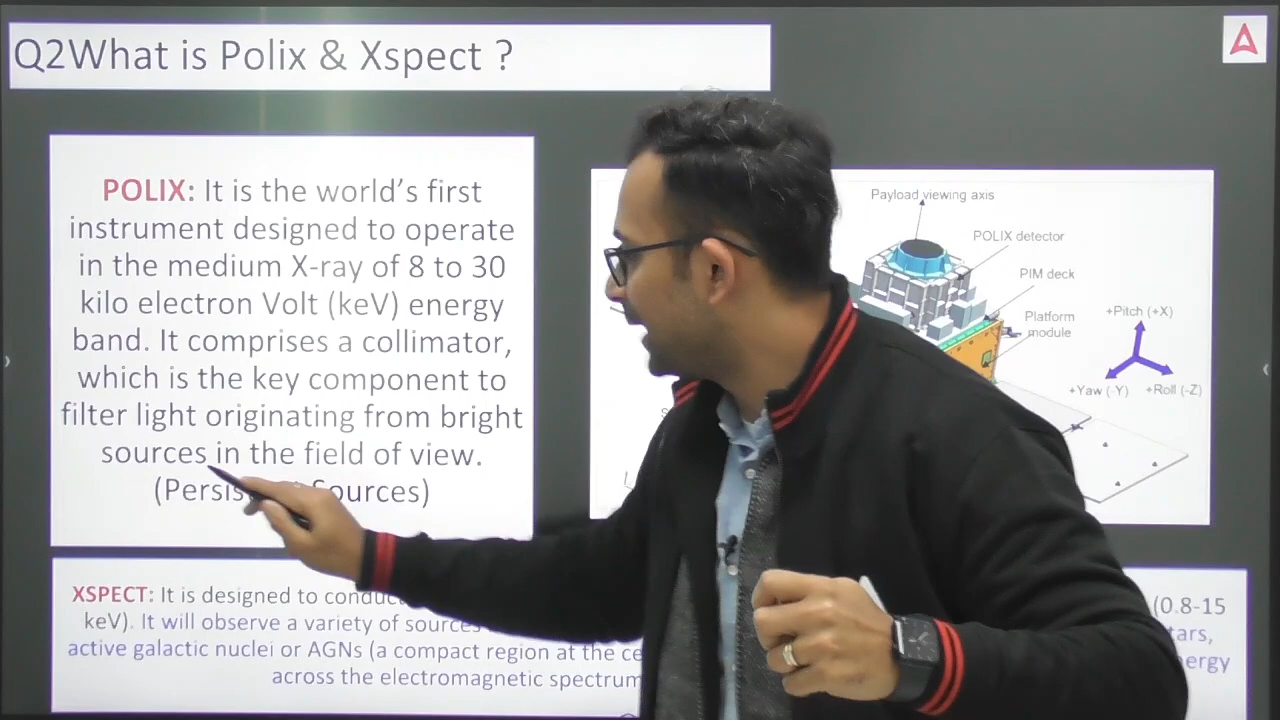 Q2What is Polix & Xspect ?
POLIX: It is the world's first
instrument designed to operate
in the medium X-ray of 8 to 30
kilo electron Volt (keV) energy
band. It comprises a collimator,
which is the key component to
filter light originating from bright
sources in the field of view.
Sources)
Payload viewing axis
POLIX detector
PIM deck
Platform
module
+Pitch (+X)
+Yaw (-Y) +Roll (-Z)
XSPECT: It is designed to conduct (0.8-15
keV). It will observe a variety of sources
active galactic nuclei or AGNs (a compact region at the
across the electromagnetic spectrum